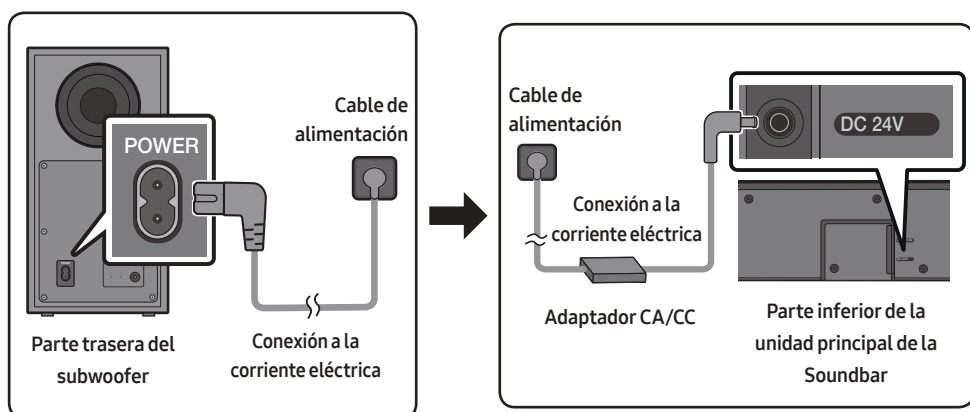 POWER
Cable de
alimentación
Parte trasera del
subwoofer
Conexión a la
corriente eléctrica
Cable de
alimentación
DC 24V
Conexión a la
corriente eléctrica
Adaptador CA/CC
Parte inferior de la
unidad principal de la
Soundbar